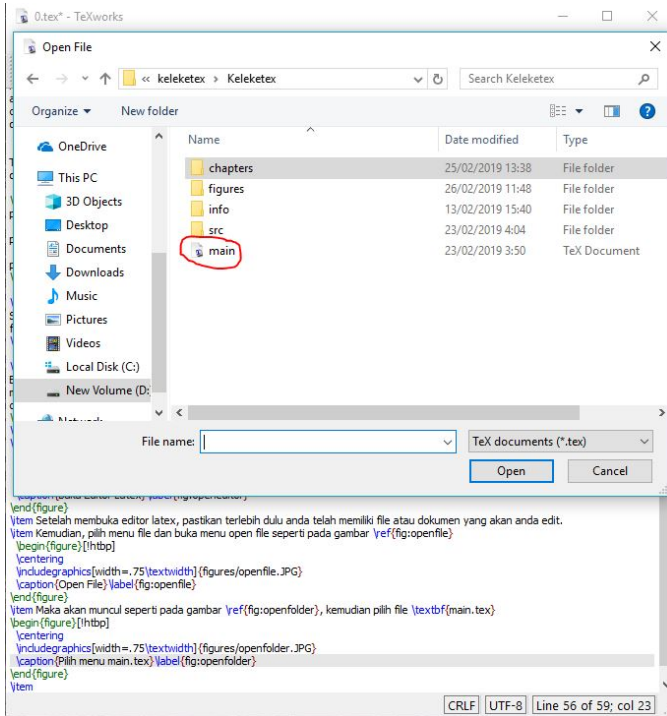 0.tex* - TeXworks
Open File
« keleketex > Keleketex
Search Keleketex
Organize
New folder
Name
Date modified
Type
OneDrive
This PC
3D Objects
Desktop
Documents
Downloads
Music
Pictures
Videos
Local Disk (C:)
New Volume (D:
chapters 25/02/2019 13:38 File folder
figures 26/02/2019 11:48 File folder
info 13/02/2019 15:40 File folder
src 23/02/2019 4:04 File folder
main 23/02/2019 3:50 TeX Document
File name:
TeX documents (*.tex)
Open
Cancel
\end{figure}
\item Setelah membuka editor latex, pastikan terlebih dulu anda telah memiliki file atau dokumen yang akan anda edit.
\item Kemudian, pilih menu file dan buka menu open file seperti pada gambar \ref{fig:openfile}
\begin{figure}[!htbp]
\centering
\includegraphics[width=.75\textwidth]{figures/openfile.JPG}
\caption{Open File}\label{fig:openfile}
\end{figure}
\item Maka akan muncul seperti pada gambar \ref{fig:openfolder}, kemudian pilih file \textbf{main.tex}
\begin{figure}[!htbp]
\centering
\includegraphics[width=.75\textwidth]{figures/openfolder.JPG}
\caption{Pilih menu main.tex}\label{fig:openfolder}
\end{figure}
\item
CRLF UTF-8 Line 56 of 59; col 23